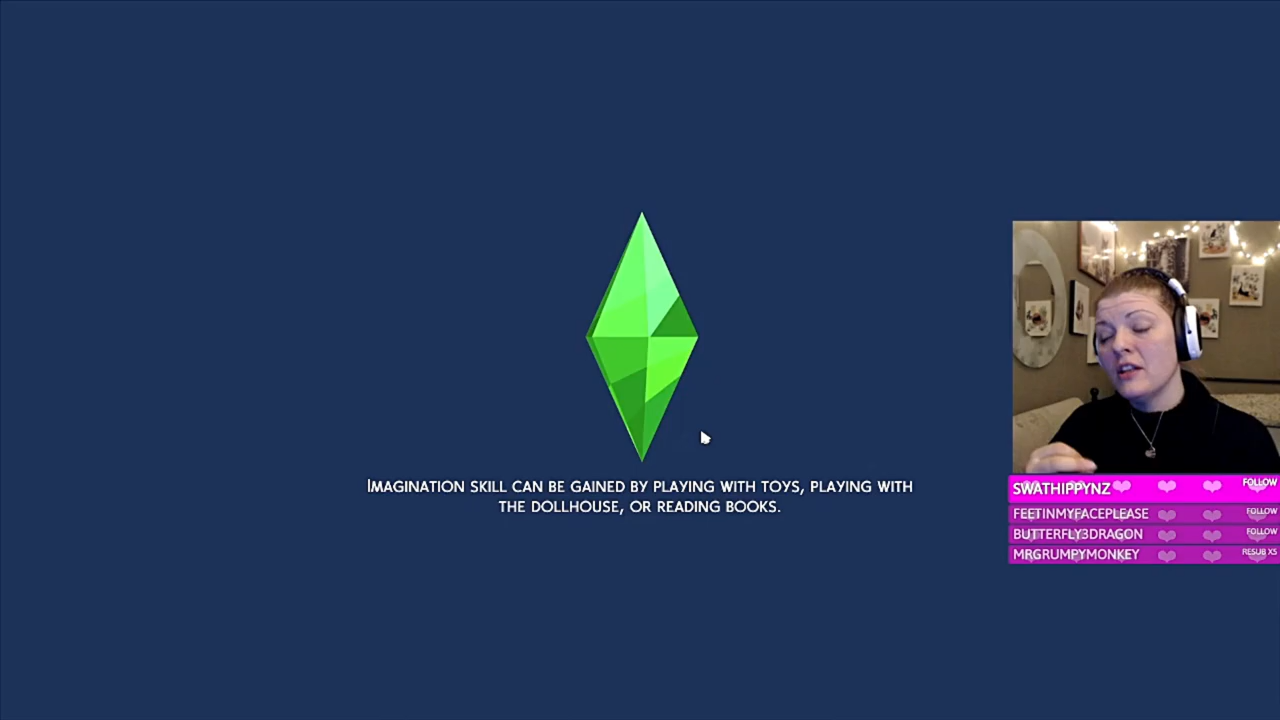 IMAGINATION SKILL CAN BE GAINED BY PLAYING WITH TOYS, PLAYING WITH
THE DOLLHOUSE, OR READING BOOKS.
SWATHIPPYNZ FOLLOW
FEETINMYFACEPLEASE FOLLOW
BUTTERFLY3DRAGON FOLLOW
MRGRUMPYMONKEY RESUB X5